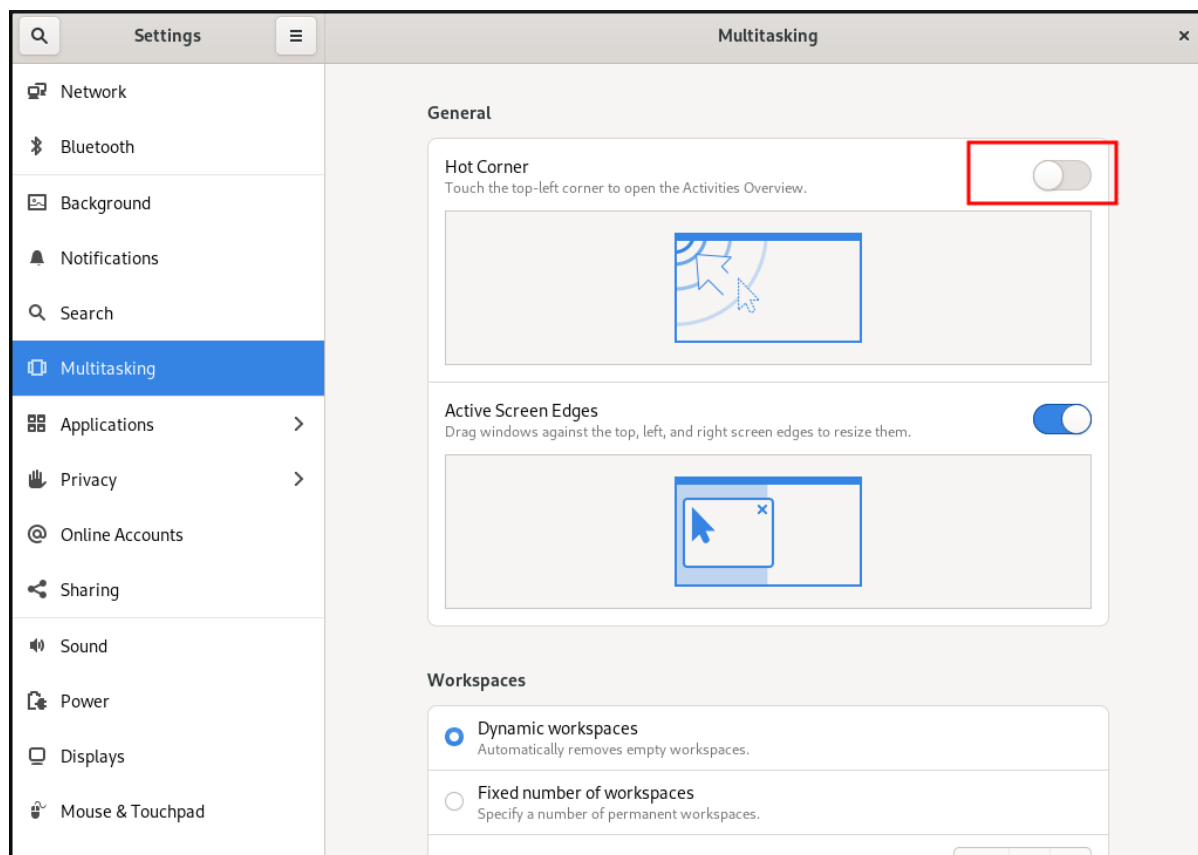 Settings
Multitasking
Network
Bluetooth
Background
Notifications
Search
Multitasking
Applications
Privacy
Online Accounts
Sharing
Sound
Power
Displays
Mouse & Touchpad
General
Hot Corner
Touch the top-left corner to open the Activities Overview.
Active Screen Edges
Drag windows against the top, left, and right screen edges to resize them.
Workspaces
Dynamic workspaces
Automatically removes empty workspaces.
Fixed number of workspaces
Specify a number of permanent workspaces.